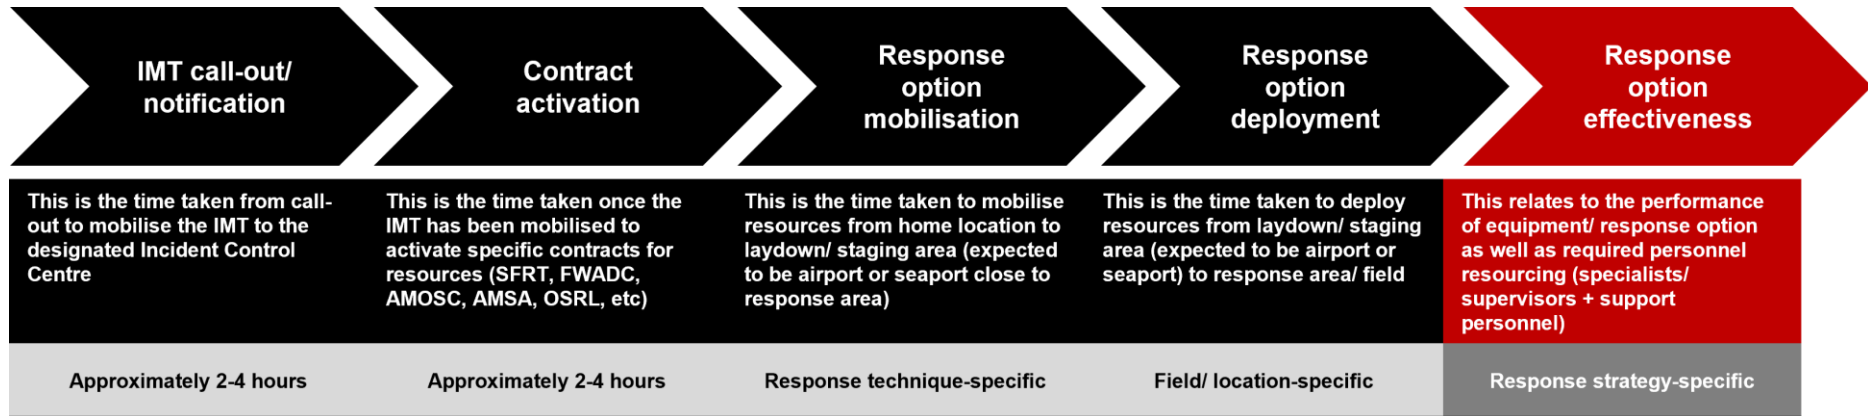 IMT call-out/
notification
Contract
activation
Response
option
mobilisation
Response
option
deployment
Response
option
effectiveness
This is the time taken from call-
out to mobilise the IMT to the
designated Incident Control
Centre
This is the time taken once the
IMT has been mobilised to
activate specific contracts for
resources (SFRT, FWADC,
AMOSC, AMSA, OSRL, etc)
This is the time taken to mobilise
resources from home location to
laydown/ staging area (expected
to be airport or seaport close to
response area)
This is the time taken to deploy
resources from laydown/ staging
area (expected to be airport or
seaport) to response area/ field
This relates to the performance
of equipment/ response option
as well as required personnel
resourcing (specialists/
supervisors + support
personnel)
Approximately 2-4 hours
Approximately 2-4 hours
Response technique-specific
Field/ location-specific
Response strategy-specific